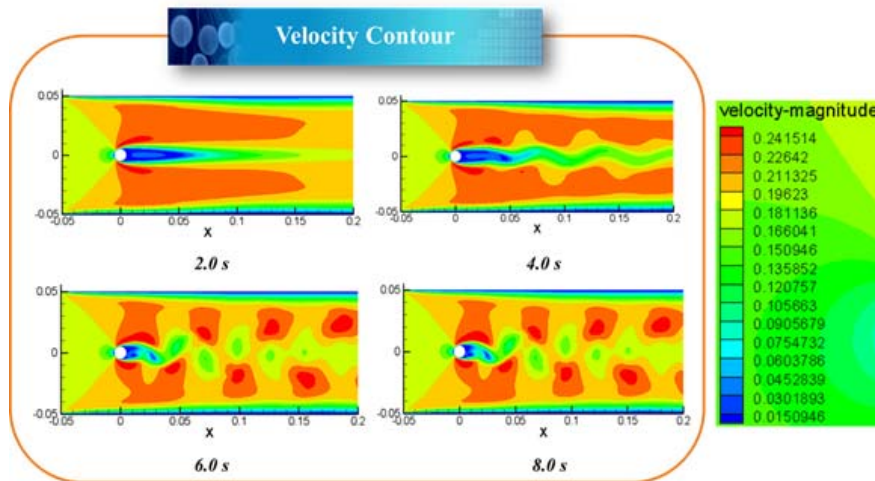 Velocity Contour
0.05
0
-0.05
-0.05 0 0.05 0.1 0.15 0.2
X
2.0 s
0.05
0
-0.05
-0.05 0 0.05 0.1 0.15 0.2
X
4.0 s
0.05
0
-0.05
-0.05 0 0.05 0.1 0.15 0.2
X
6.0 s
0.05
0
-0.05
-0.05 0 0.05 0.1 0.15 0.2
X
8.0 s
velocity-magnitude
0.241514
0.22642
0.211325
0.19623
0.181136
0.166041
0.150946
0.135852
0.120757
0.105663
0.0905679
0.0754732
0.0603786
0.0452839
0.0301893
0.0150946